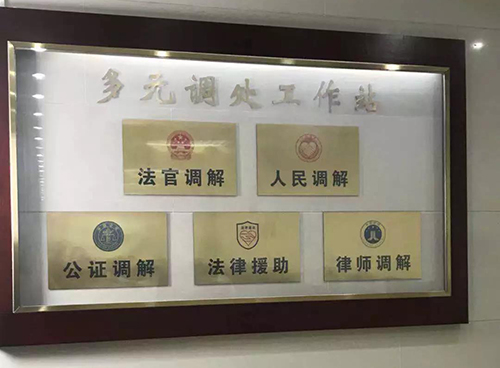 多元调处工作站
法官调解
人民调解
公证调解
法律援助
律师调解